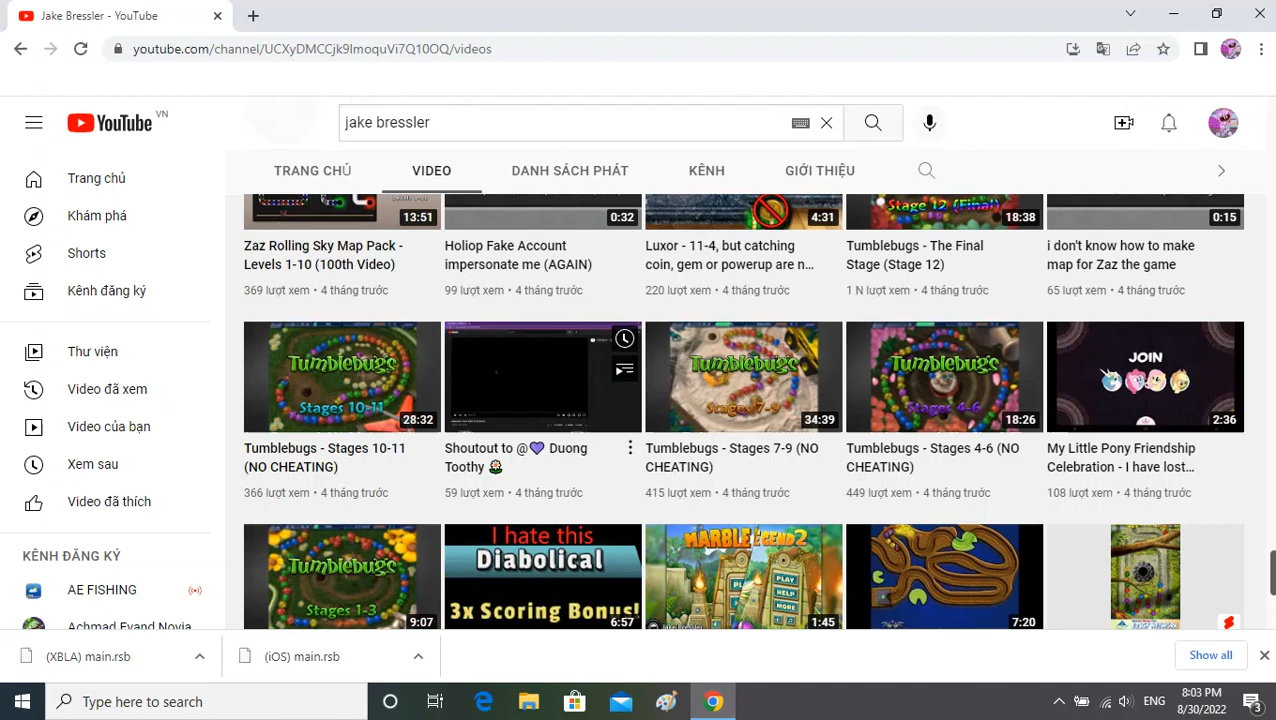 Jake Bressler - YouTube
youtube.com/channel/UCXyDMCCjk9ImoquVi7Q10OQ/videos
YouTube VN
jake bressler
TRANG CHỦ VIDEO DANH SÁCH PHÁT KÊNH GIỚI THIỆU
Trang chủ
Khám phá
Shorts
Kênh đăng ký
Thư viện
Video đã xem
Video của bạn
Xem sau
Video đã thích
KÊNH ĐĂNG KÝ
AE FISHING
Achmad Evand Novia
13:51
Zaz Rolling Sky Map Pack -
Levels 1-10 (100th Video)
369 lượt xem • 4 tháng trước
0:32
Holiop Fake Account
impersonate me (AGAIN)
99 lượt xem • 4 tháng trước
4:31
Luxor - 11-4, but catching
coin, gem or powerup are n...
220 lượt xem • 4 tháng trước
Stage 12 (Final)
18:38
Tumblebugs - The Final
Stage (Stage 12)
1 N lượt xem • 4 tháng trước
0:15
i don't know how to make
map for Zaz the game
65 lượt xem • 4 tháng trước
Tumblebugs
Stages 10-11
28:32
Tumblebugs - Stages 10-11
(NO CHEATING)
366 lượt xem • 4 tháng trước
Shoutout to @💜 Duong
Toothy 🌷
59 lượt xem • 4 tháng trước
Tumblebugs
Stages 7-9
34:39
Tumblebugs - Stages 7-9 (NO
CHEATING)
415 lượt xem • 4 tháng trước
Tumblebugs
Stages 4-6
18:26
Tumblebugs - Stages 4-6 (NO
CHEATING)
449 lượt xem • 4 tháng trước
JOIN
2:36
My Little Pony Friendship
Celebration - I have lost...
108 lượt xem • 4 tháng trước
Tumblebugs
Stages 1-3
9:07
I hate this
Diabolical
3x Scoring Bonus!
6:57
MARBLE LEGEND 2
PLAY
HELP
MORE
Jake Bressler
1:45
7:20
(XBLA) main.rsb
(iOS) main.rsb
Show all
Type here to search
ENG
8:03 PM
8/30/2022
3